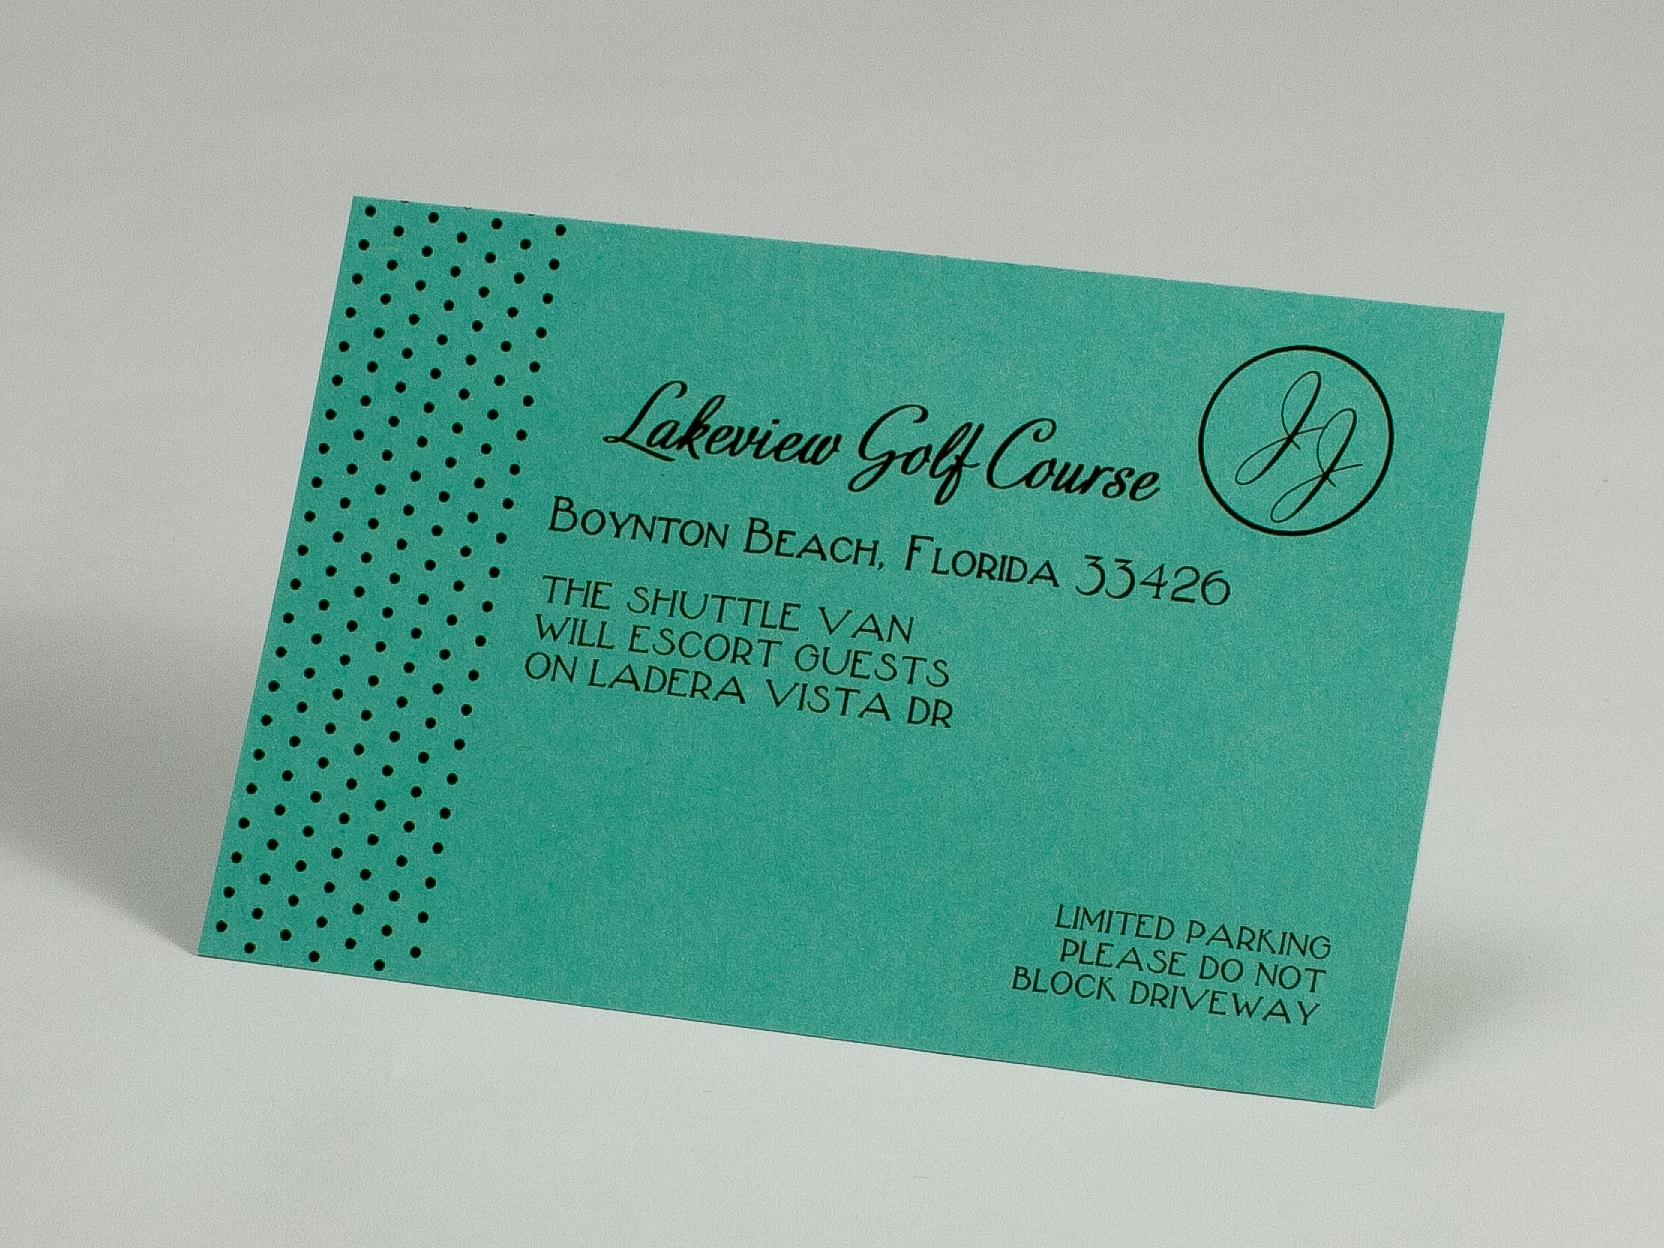 Lakeview Golf Course
JJ
Boynton Beach, Florida 33426
THE SHUTTLE VAN
WILL ESCORT GUESTS
ON LADERA VISTA DR
LIMITED PARKING
PLEASE DO NOT
BLOCK DRIVEWAY